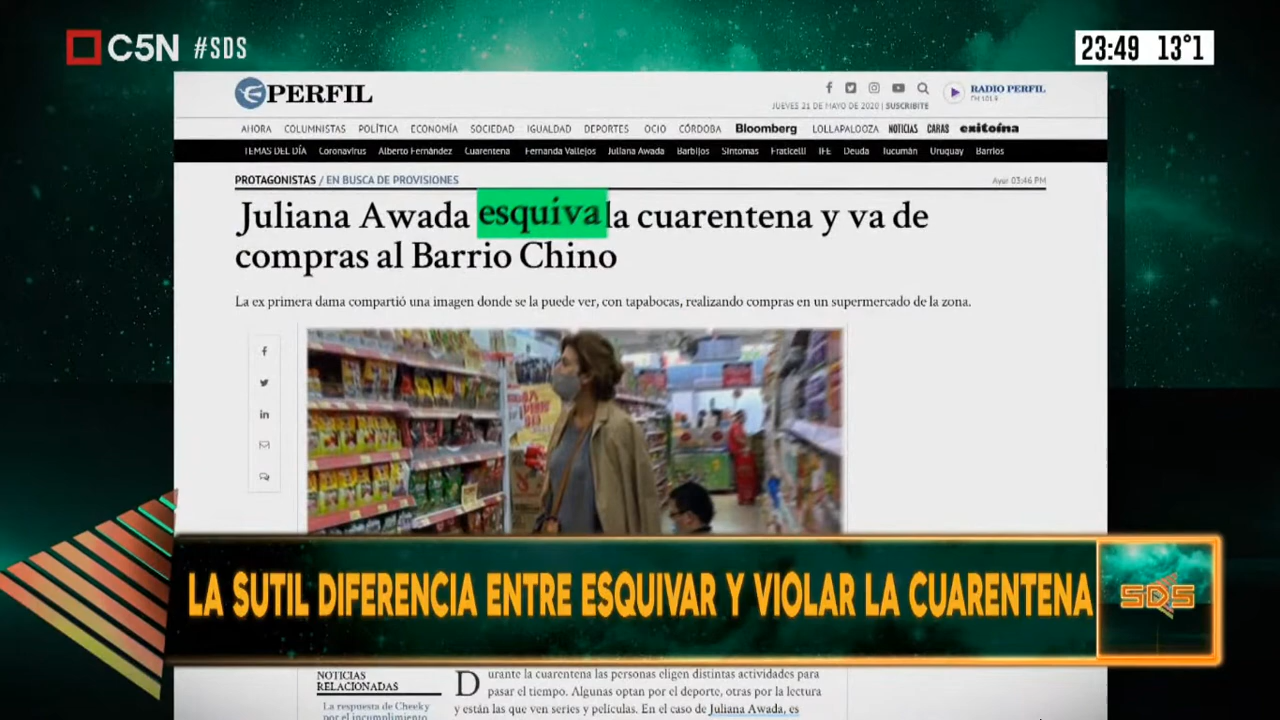 C5N #SDS
23:49 13°1
PERFIL
RADIO PERFIL
JUEVES 21 DE MAYO DE 2020 | SUSCRIBITE
FM 101.9
AHORA COLUMNISTAS POLÍTICA ECONOMÍA SOCIEDAD IGUALDAD DEPORTES OCIO CÓRDOBA Bloomberg LOLLAPALOOZA NOTICIAS CARAS exitoína
TEMAS DEL DÍA Coronavirus Alberto Fernández Cuarentena Fernanda Vallejos Juliana Awada Barbijos Síntomas Fraticelli IFE Deuda Tucumán Uruguay Barrios
PROTAGONISTAS / EN BUSCA DE PROVISIONES
Ayer 03:46 PM
Juliana Awada esquiva la cuarentena y va de
compras al Barrio Chino
La ex primera dama compartió una imagen donde se la puede ver, con tapabocas, realizando compras en un supermercado de la zona.
LA SUTIL DIFERENCIA ENTRE ESQUIVAR Y VIOLAR LA CUARENTENA
SDS
NOTICIAS
RELACIONADAS
La respuesta de Cheeky
por el incumplimiento
Durante la cuarentena las personas eligen distintas actividades para
pasar el tiempo. Algunas optan por el deporte, otras por la lectura
y están las que ven series y películas. En el caso de Juliana Awada, es